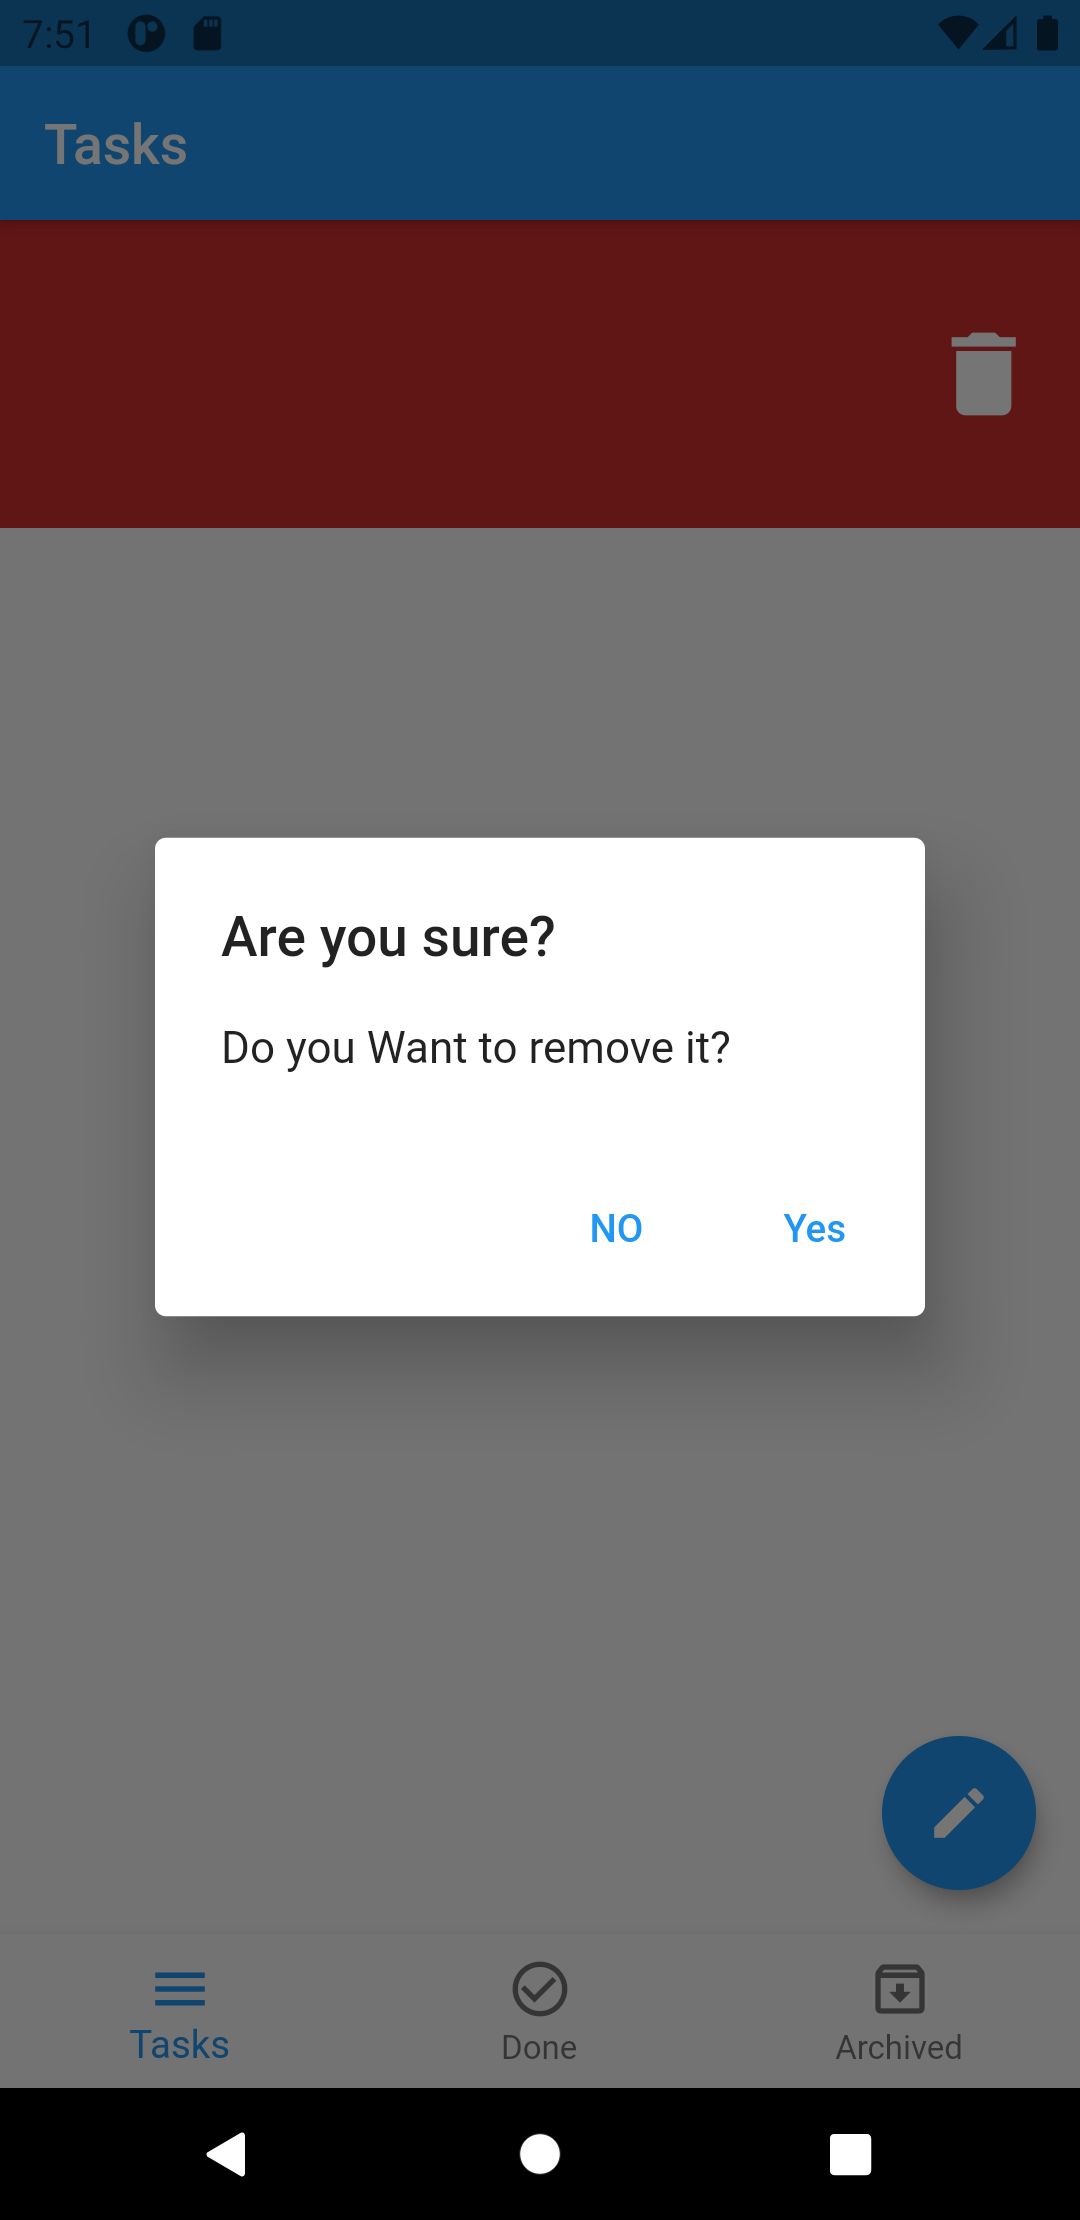 7:51
Tasks
Are you sure?
Do you Want to remove it?
NO Yes
Tasks Done Archived